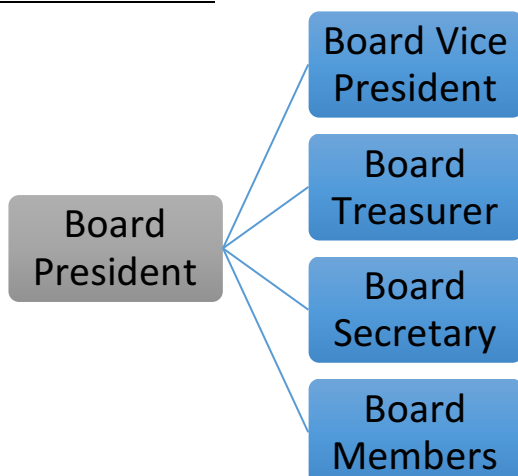 Board Vice
President
Board
Treasurer
Board
President
Board
Secretary
Board
Members